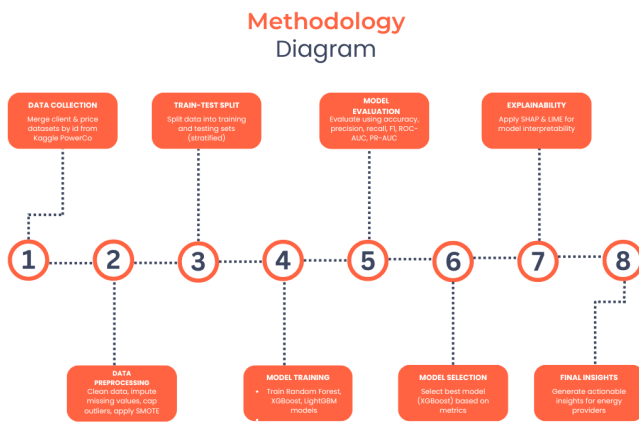 Methodology
Diagram
DATA COLLECTION
Merge client & price
datasets by id from
Kaggle PowerCo
TRAIN-TEST SPLIT
Split data into training
and testing sets
(stratified)
MODEL
EVALUATION
Evaluate using accuracy,
precision, recall, F1, ROC-
AUC, PR-AUC
EXPLAINABILITY
Apply SHAP & LIME for
model interpretability
1
2
3
4
5
6
7
8
DATA
PREPROCESSING
Clean data, impute
missing values, cap
outliers, apply SMOTE
MODEL TRAINING
• Train Random Forest,
XGBoost, LightGBM
models
•
MODEL SELECTION
Select best model
(XGBoost) based on
metrics
FINAL INSIGHTS
Generate actionable
insights for energy
providers